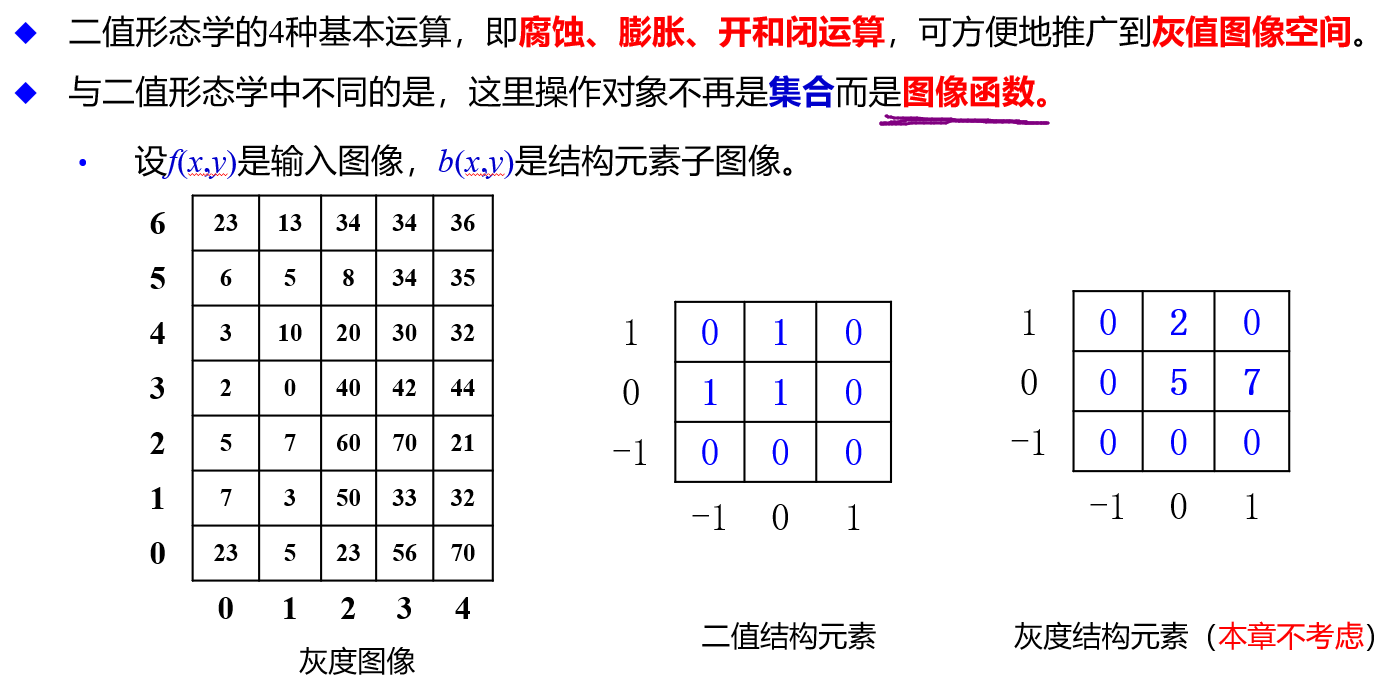 二值形态学的4种基本运算，即腐蚀、膨胀、开和闭运算，可方便地推广到灰值图像空间。
与二值形态学中不同的是，这里操作对象不再是集合而是图像函数。
• 设f(x,y)是输入图像，b(x,y)是结构元素子图像。
6 23 13 34 34 36
5 6 5 8 34 35
4 3 10 20 30 32
3 2 0 40 42 44
2 5 7 60 70 21
1 7 3 50 33 32
0 23 5 23 56 70
0 1 2 3 4
灰度图像
1 0 1 0
0 1 1 0
-1 0 0 0
-1 0 1
二值结构元素
1 0 2 0
0 0 5 7
-1 0 0 0
-1 0 1
灰度结构元素（本章不考虑）